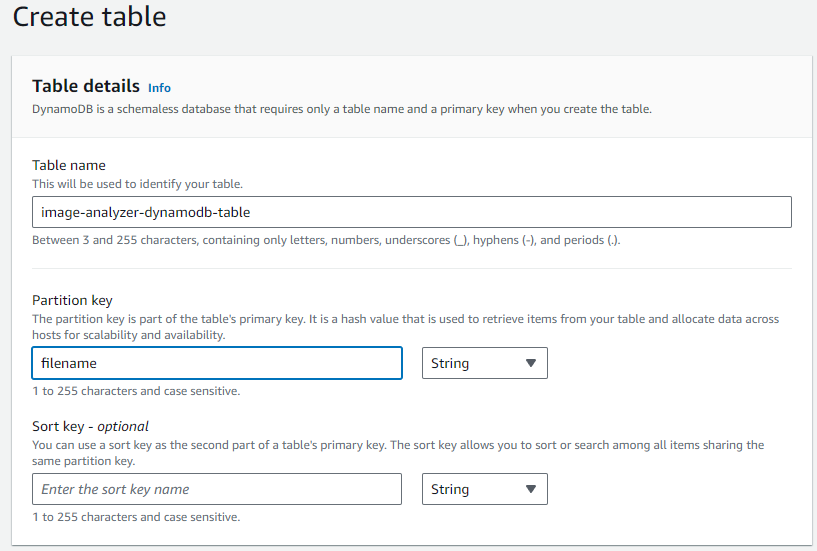 Create table
Table details Info
DynamoDB is a schemaless database that requires only a table name and a primary key when you create the table.
Table name
This will be used to identify your table.
image-analyzer-dynamodb-table
Between 3 and 255 characters, containing only letters, numbers, underscores (_), hyphens (-), and periods (.).
Partition key
The partition key is part of the table's primary key. It is a hash value that is used to retrieve items from your table and allocate data across
hosts for scalability and availability.
filename String
1 to 255 characters and case sensitive.
Sort key - optional
You can use a sort key as the second part of a table's primary key. The sort key allows you to sort or search among all items sharing the
same partition key.
Enter the sort key name String
1 to 255 characters and case sensitive.